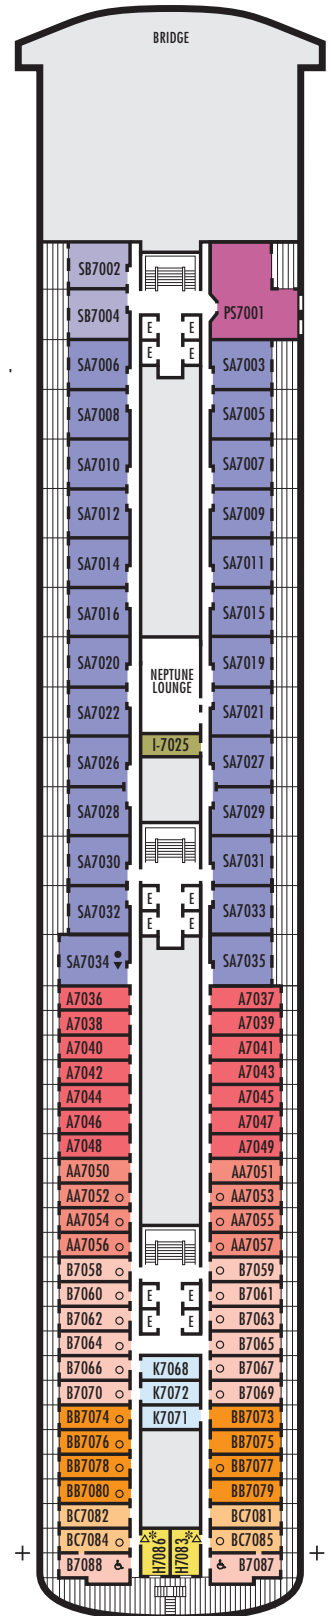 BRIDGE
SB7002
SB7004 PS7001
E E
E E
SA7006 SA7003
SA7008 SA7005
SA7010 SA7007
SA7012 SA7009
SA7014 SA7011
SA7016 SA7015
SA7020 NEPTUNE LOUNGE SA7019
SA7022 SA7021
I-7025
SA7026 SA7027
SA7028 SA7029
SA7030 SA7031
E E
SA7032 SA7033
E E
SA7034 SA7035
A7036 A7037
A7038 A7039
A7040 A7041
A7042 A7043
A7044 A7045
A7046 A7047
A7048 A7049
AA7050 AA7051
AA7052 AA7053
AA7054 AA7055
AA7056 AA7057
B7058 B7059
B7060 E E B7061
B7062 E E B7063
B7064 B7065
B7066 K7068 B7067
B7070 K7072 B7069
BB7074 K7071 BB7073
BB7076 BB7075
BB7078 BB7077
BB7080 BB7079
BC7082 BC7081
BC7084 BC7085
H7086 H7083
B7088 B7087